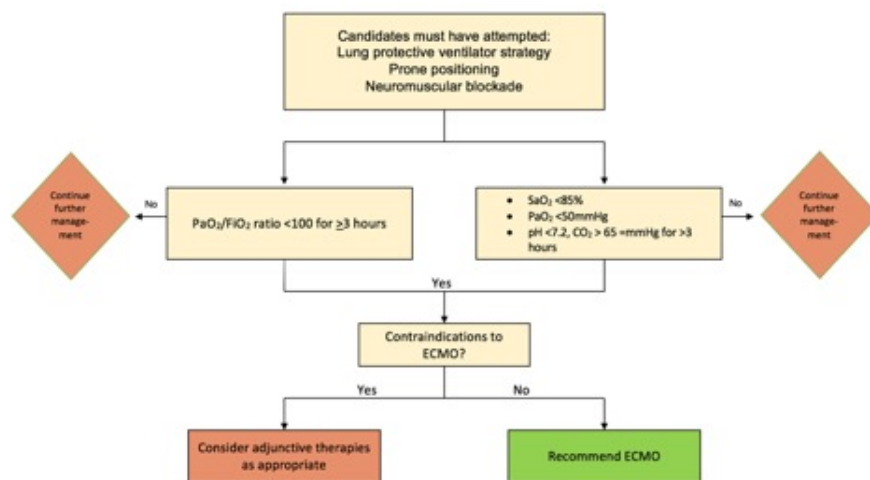 Candidates must have attempted:
Lung protective ventilator strategy
Prone positioning
Neuromuscular blockade
Continue
further
manage-
ment
No
PaO₂/FiO₂ ratio <100 for ≥3 hours
• SaO₂ <85%
• PaO₂ <50mmHg
• pH <7.2, CO₂ > 65 =mmHg for >3
hours
No
Continue
further
manage-
ment
Yes
Contraindications to
ECMO?
Yes
No
Consider adjunctive therapies
as appropriate
Recommend ECMO